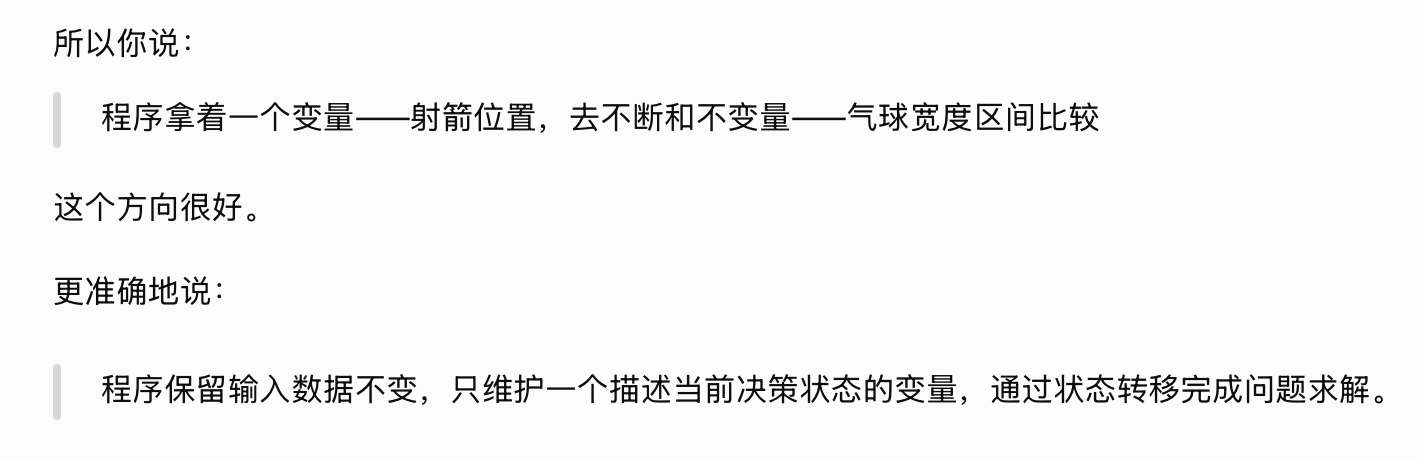 所以你说：
程序拿着一个变量——射箭位置，去不断和不变量——气球宽度区间比较
这个方向很好。
更准确地说：
程序保留输入数据不变，只维护一个描述当前决策状态的变量，通过状态转移完成问题求解。